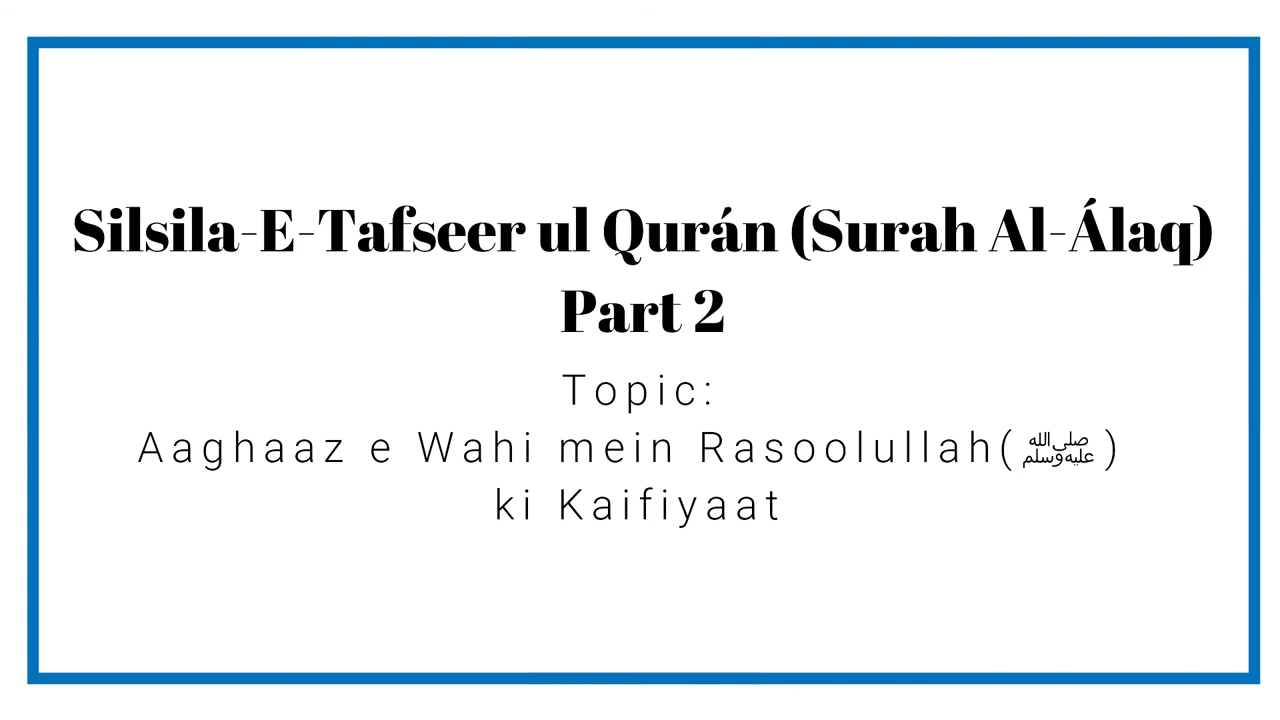 Silsila-E-Tafseer ul Qurán (Surah Al-Álaq)
Part 2
Topic:
Aaghaaz e Wahi mein Rasoolullah(ﷺ)
ki Kaifiyaat